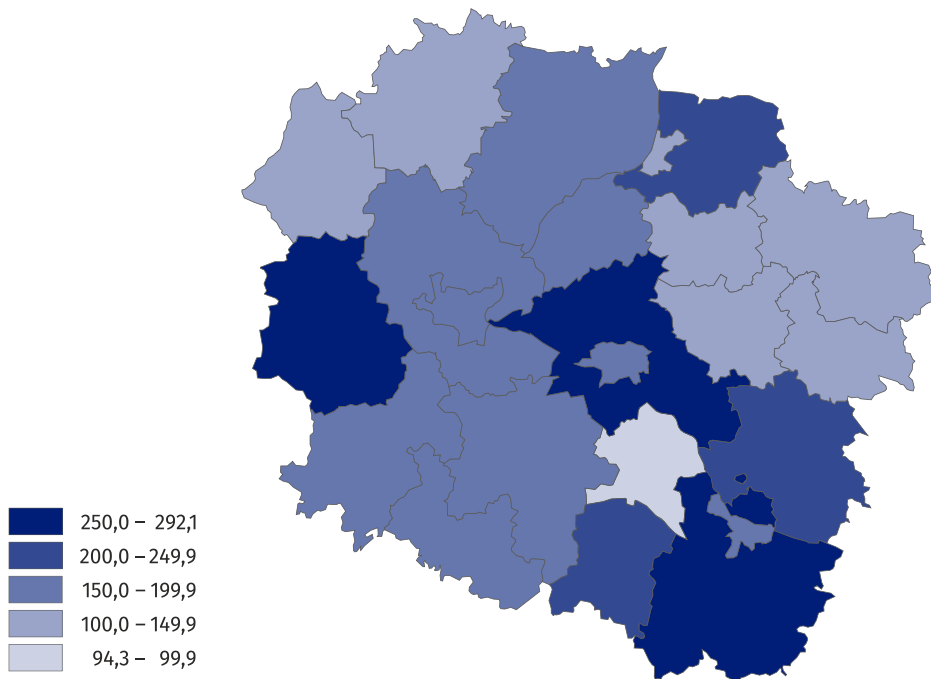 250,0 – 292,1
200,0 – 249,9
150,0 – 199,9
100,0 – 149,9
94,3 – 99,9